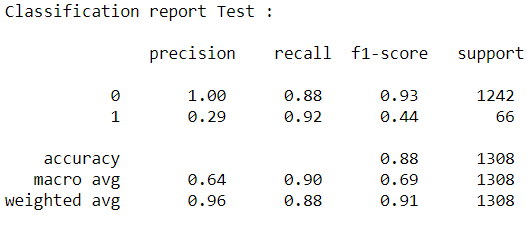 Classification report Test :
precision recall f1-score support
0 1.00 0.88 0.93 1242
1 0.29 0.92 0.44 66
accuracy 0.88 1308
macro avg 0.64 0.90 0.69 1308
weighted avg 0.96 0.88 0.91 1308